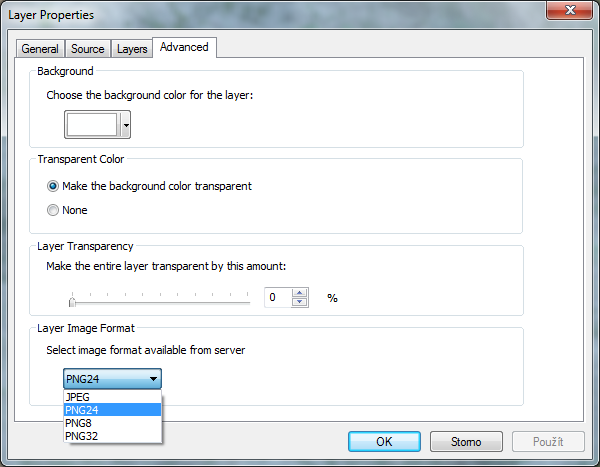 Layer Properties
General Source Layers Advanced
Background
Choose the background color for the layer:
Transparent Color
Make the background color transparent
None
Layer Transparency
Make the entire layer transparent by this amount:
0 %
Layer Image Format
Select image format available from server
PNG24
JPEG
PNG24
PNG8
PNG32
OK Storno Použít